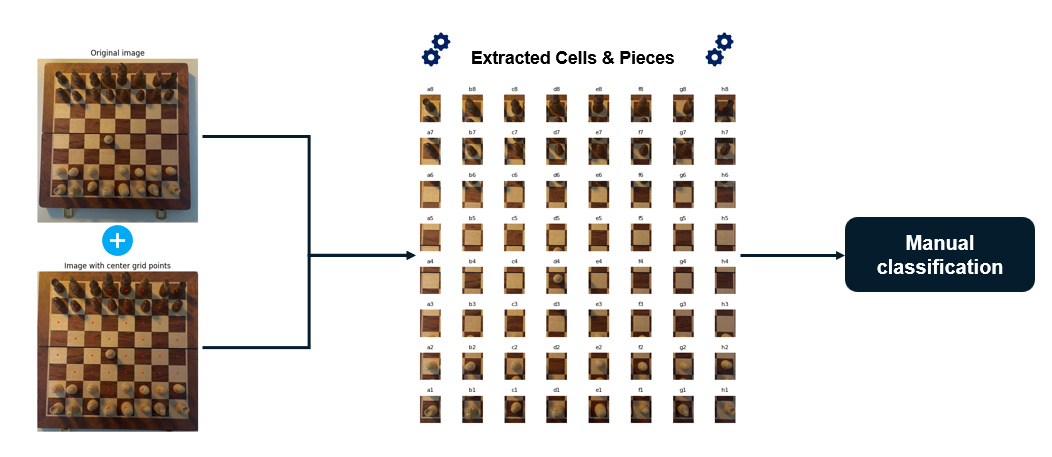 Original image
Image with center grid points
Extracted Cells & Pieces
a8 b8 c8 d8 e8 f8 g8 h8
a7 b7 c7 d7 e7 f7 g7 h7
a6 b6 c6 d6 e6 f6 g6 h6
a5 b5 c5 d5 e5 f5 g5 h5
a4 b4 c4 d4 e4 f4 g4 h4
a3 b3 c3 d3 e3 f3 g3 h3
a2 b2 c2 d2 e2 f2 g2 h2
a1 b1 c1 d1 e1 f1 g1 h1
Manual
classification